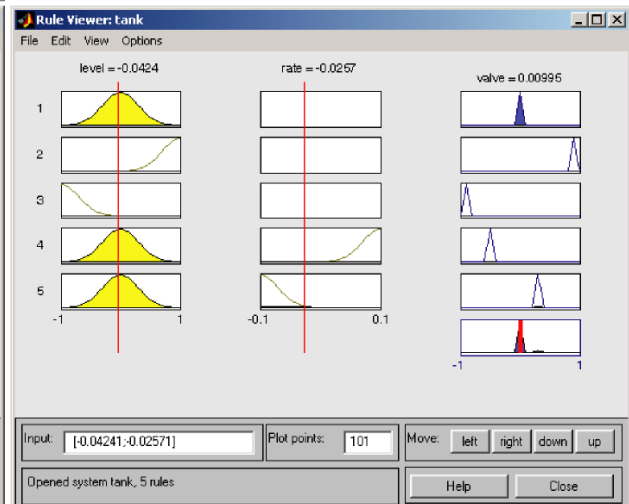 Rule Viewer: tank
File Edit View Options
level = -0.0424
rate = -0.0257
valve = 0.00995
1
2
3
4
5
-1 1
-0.1 0.1
-1 1
Input: [-0.04241;-0.02571]
Plot points: 101
Move: left right down up
Opened system tank, 5 rules
Help Close